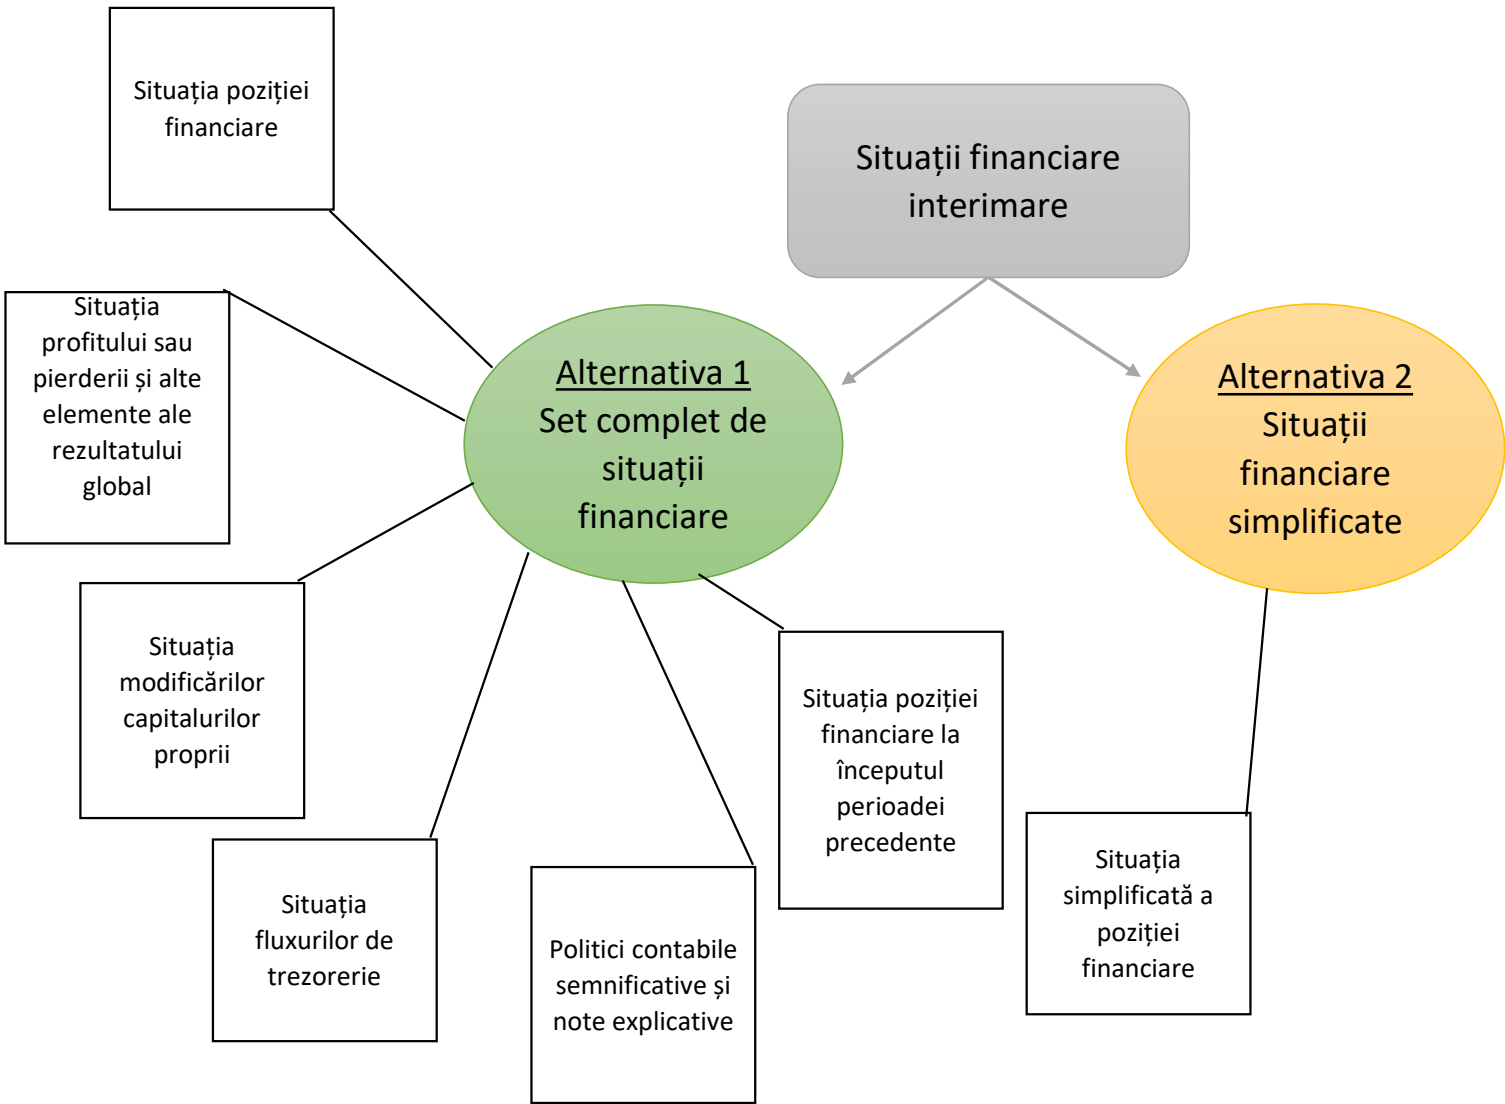 Situația poziției
financiare
Situații financiare
interimare
Situația
profitului sau
pierderii și alte
elemente ale
rezultatului
global
Alternativa 1
Set complet de
situații
financiare
Alternativa 2
Situații
financiare
simplificate
Situația
modificărilor
capitalurilor
proprii
Situația
fluxurilor de
trezorerie
Politici contabile
semnificative și
note explicative
Situația poziției
financiare la
începutul
perioadei
precedente
Situația
simplificată a
poziției
financiare